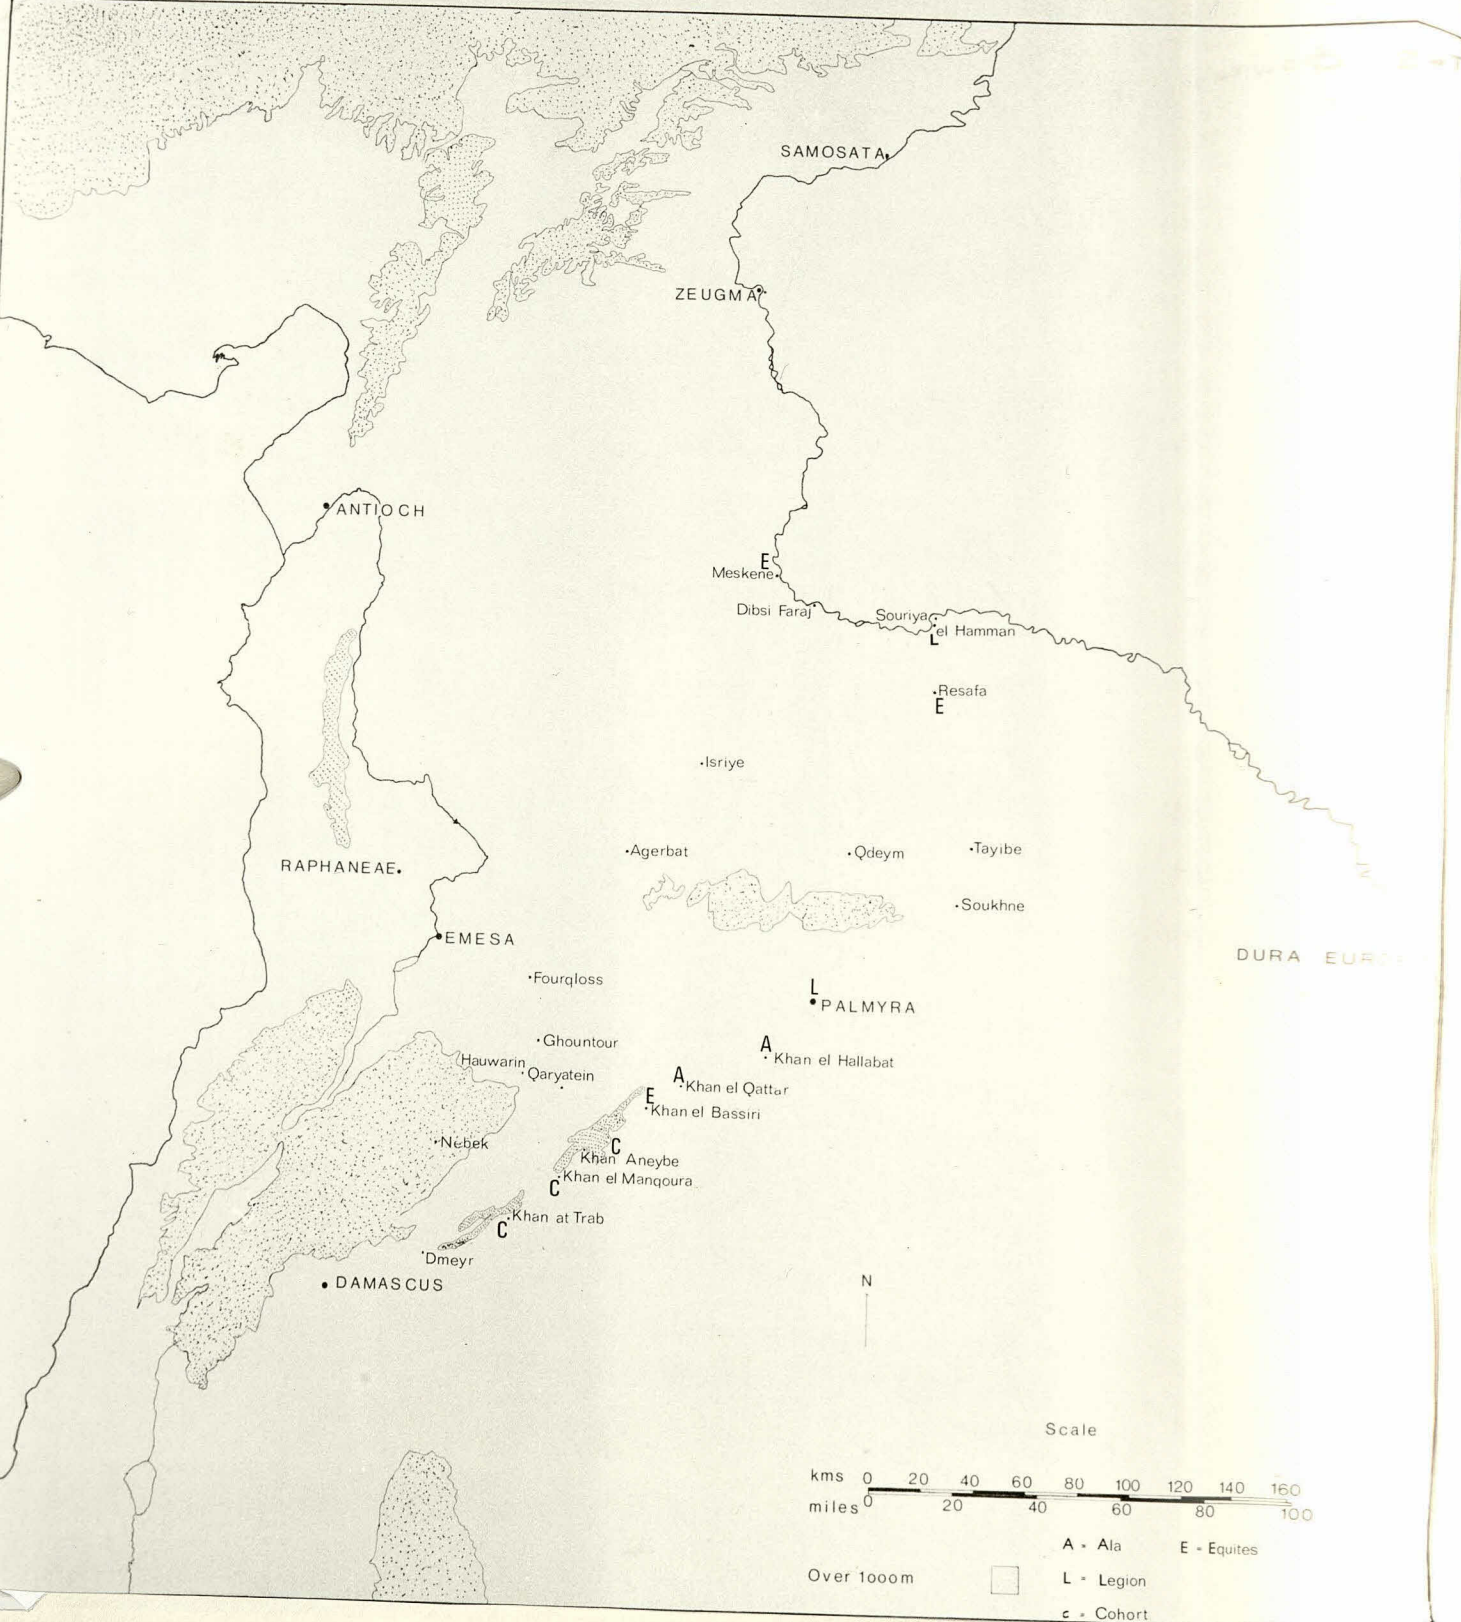 SAMOSATA
ZEUGMA
ANTIOCH
E
Meskene
Dibsi Faraj
Souriya
el Hamman
L
Resafa
E
Isriye
Agerbat
Qdeym
Tayibe
RAPHANEAE
Soukhne
EMESA
DURA EUR
Fourqloss
L
PALMYRA
Ghountour
A
Khan el Hallabat
Hauwarin
Qaryatein
A
Khan el Qattar
E
Khan el Bassiri
Nebek
C
Khan Aneybe
Khan el Manqoura
C
Khan at Trab
C
Dmeyr
DAMASCUS
N
Scale
kms 0 20 40 60 80 100 120 140 160
miles 0 20 40 60 80 100
A = Ala E = Equites
Over 1000m L = Legion
c = Cohort